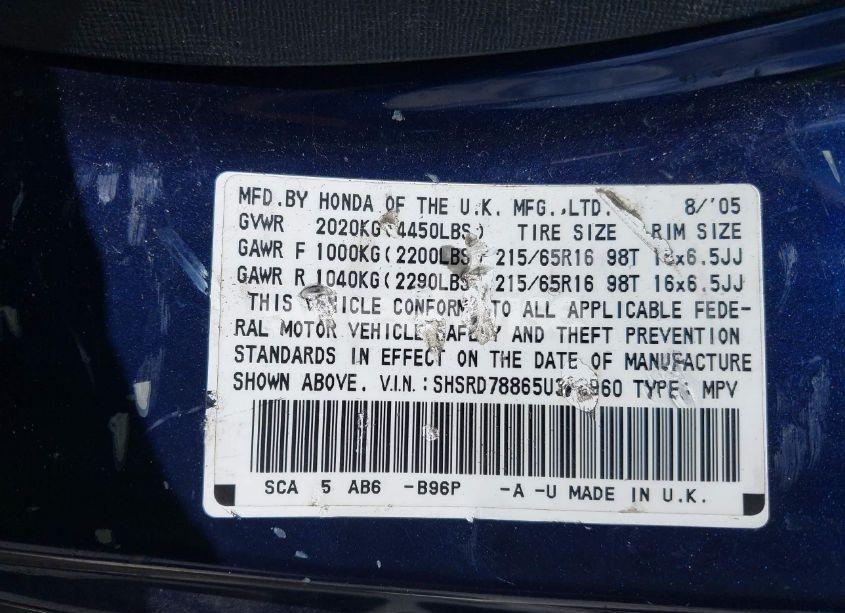 MFD.BY HONDA OF THE U.K. MFG.,LTD. 8/'05
GVWR 2020KG(4450LBS) TIRE SIZE RIM SIZE
GAWR F 1000KG(2200LBS) 215/65R16 98T 16x6.5JJ
GAWR R 1040KG(2290LBS) 215/65R16 98T 16x6.5JJ
THIS VEHICLE CONFORMS TO ALL APPLICABLE FEDE-
RAL MOTOR VEHICLE SAFETY AND THEFT PREVENTION
STANDARDS IN EFFECT ON THE DATE OF MANUFACTURE
SHOWN ABOVE. V.I.N.: TYPE: MPV
SCA 5 AB6 -B96P -A -U MADE IN U.K.